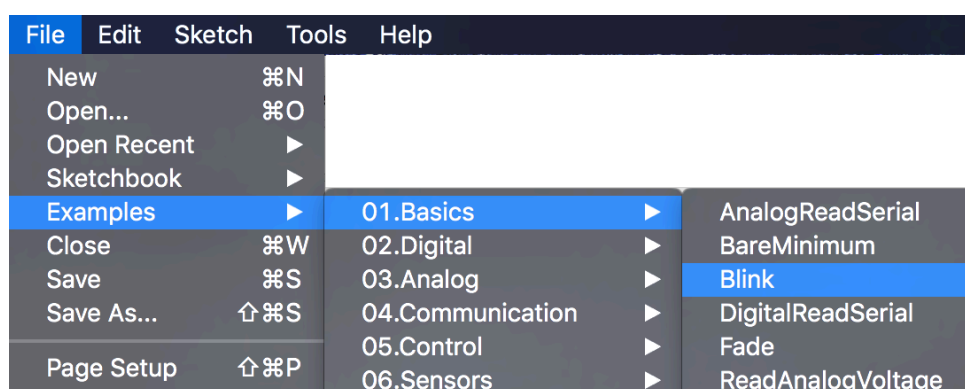 File Edit Sketch Tools Help
New ⌘N
Open... ⌘O
Open Recent ▶
Sketchbook ▶
Examples ▶ 01.Basics ▶ AnalogReadSerial
Close ⌘W 02.Digital ▶ BareMinimum
Save ⌘S 03.Analog ▶ Blink
Save As... ⇧⌘S 04.Communication ▶ DigitalReadSerial
05.Control ▶ Fade
Page Setup ⇧⌘P 06.Sensors ▶ ReadAnalogVoltage